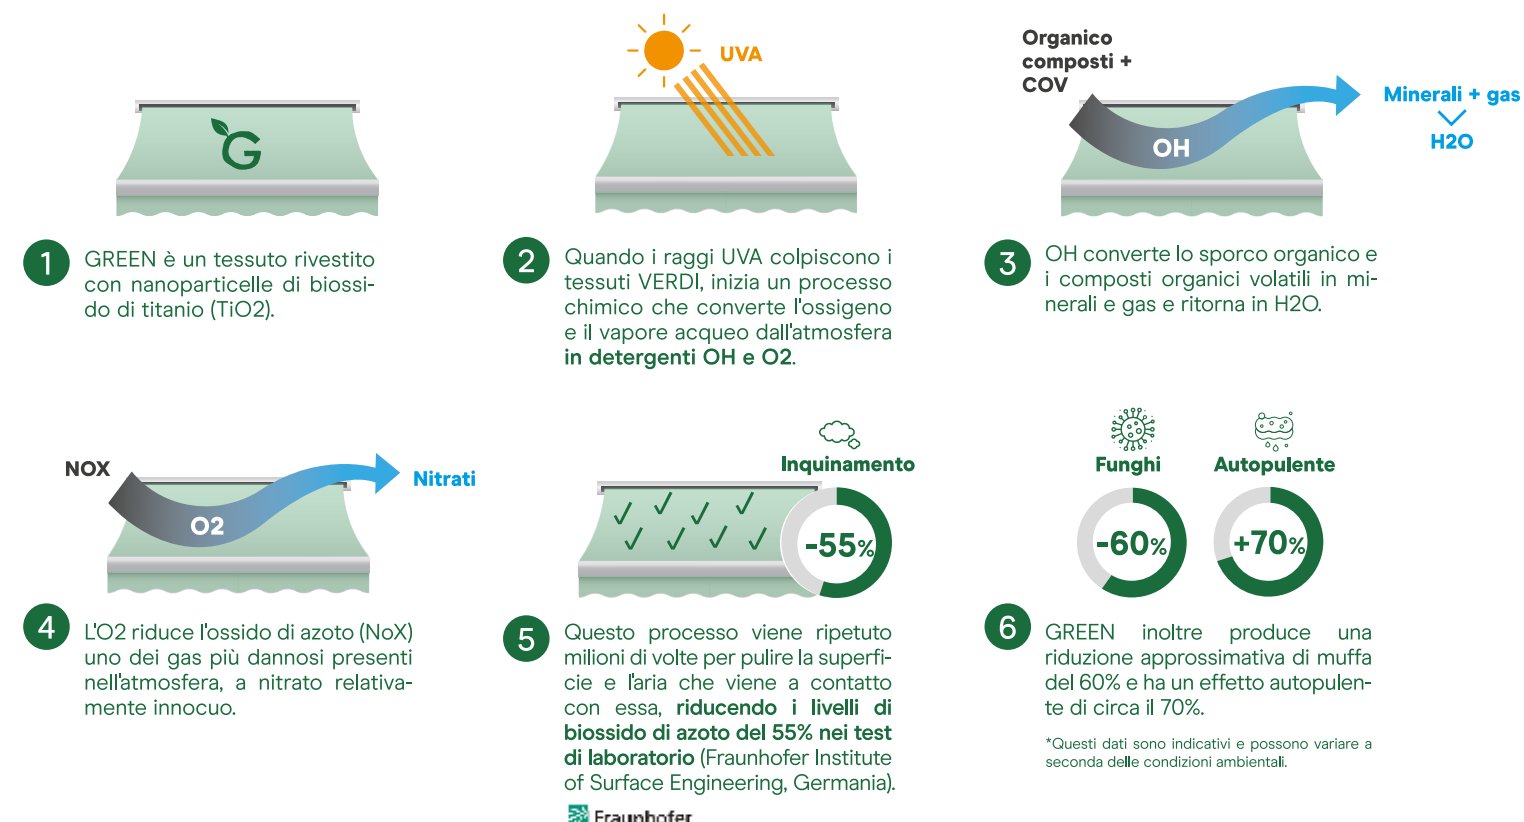 G
1
GREEN è un tessuto rivestito
con nanoparticelle di biossi-
do di titanio (TiO2).
UVA
2
Quando i raggi UVA colpiscono i
tessuti VERDI, inizia un processo
chimico che converte l'ossigeno
e il vapore acqueo dall'atmosfera
in detergenti OH e O2.
Organico
composti +
COV
OH
Minerali + gas
H2O
3
OH converte lo sporco organico e
i composti organici volatili in mi-
nerali e gas e ritorna in H2O.
NOX
O2
Nitrati
4
L'O2 riduce l'ossido di azoto (NoX)
uno dei gas più dannosi presenti
nell'atmosfera, a nitrato relativa-
mente innocuo.
Inquinamento
-55%
5
Questo processo viene ripetuto
milioni di volte per pulire la superfi-
cie e l'aria che viene a contatto
con essa, riducendo i livelli di
biossido di azoto del 55% nei test
di laboratorio (Fraunhofer Institute
of Surface Engineering, Germania).
Fraunhofer
Funghi
-60%
Autopulente
+70%
6
GREEN inoltre produce una
riduzione approssimativa di muffa
del 60% e ha un effetto autopulen-
te di circa il 70%.
*Questi dati sono indicativi e possono variare a
seconda delle condizioni ambientali.